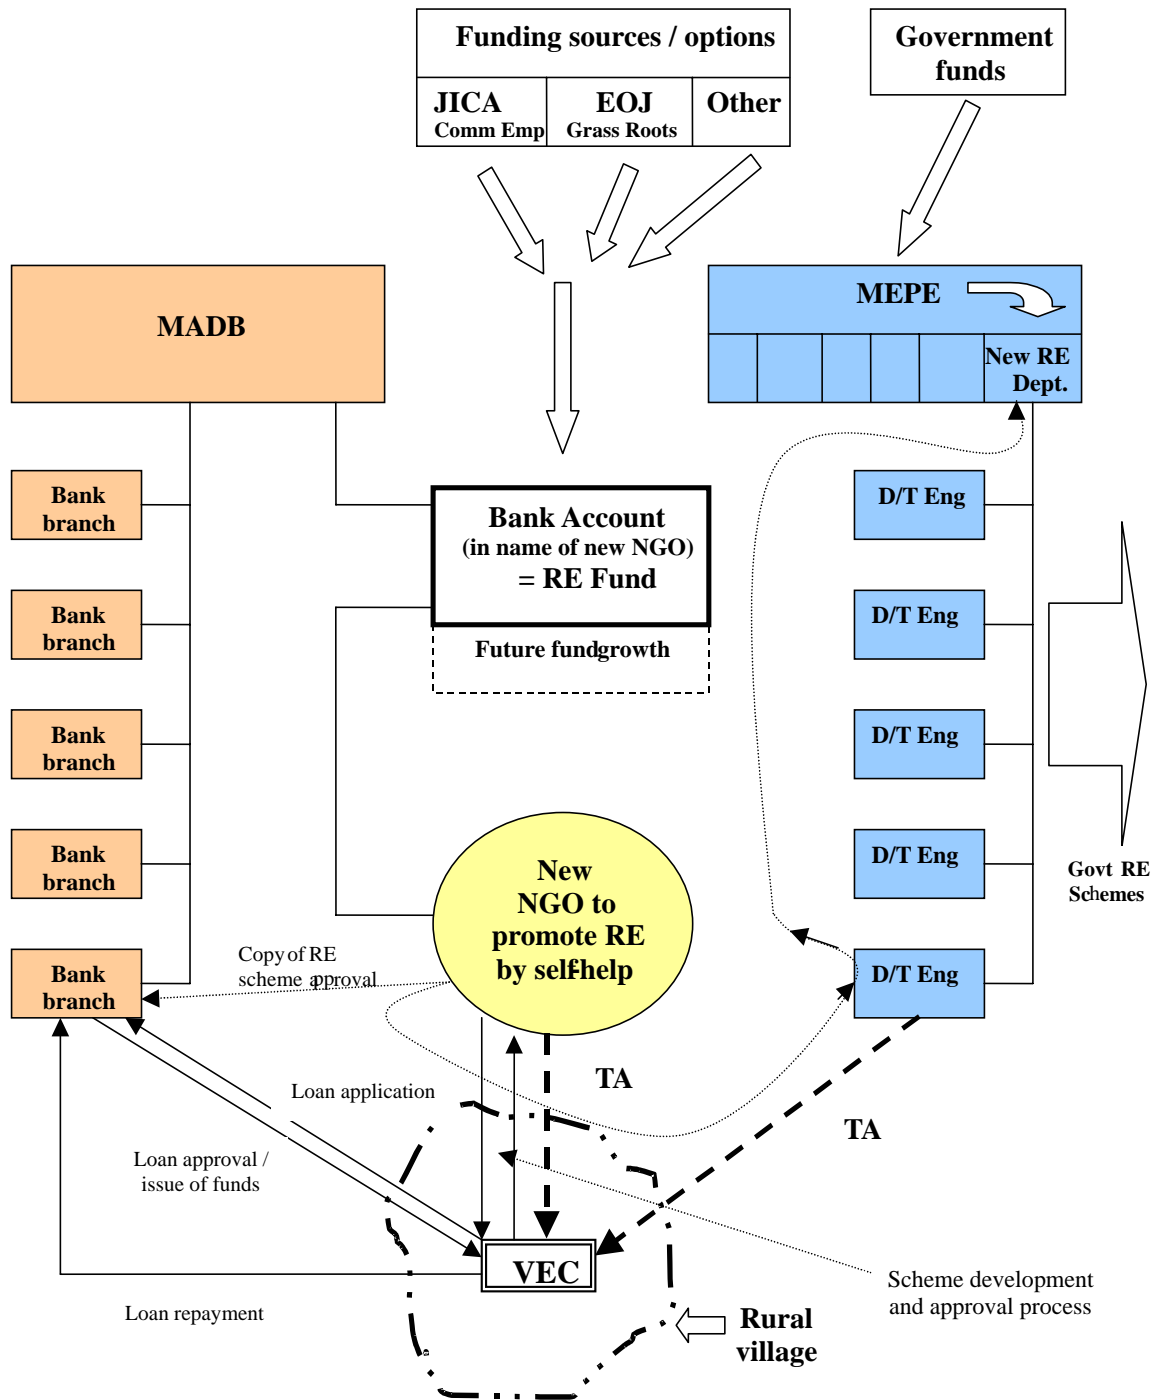 Funding sources / options
JICA
Comm Emp
EOJ
Grass Roots
Other
Government
funds
MADB
MEPE
New RE
Dept.
Bank
branch
Bank
branch
Bank
branch
Bank
branch
Bank
branch
Bank Account
(in name of new NGO)
= RE Fund
Future fundgrowth
D/T Eng
D/T Eng
D/T Eng
D/T Eng
D/T Eng
Govt RE
Schemes
New
NGO to
promote RE
by self-help
Copy of RE
scheme approval
Loan application
TA
TA
Loan approval /
issue of funds
VEC
Scheme development
and approval process
Loan repayment
Rural
village